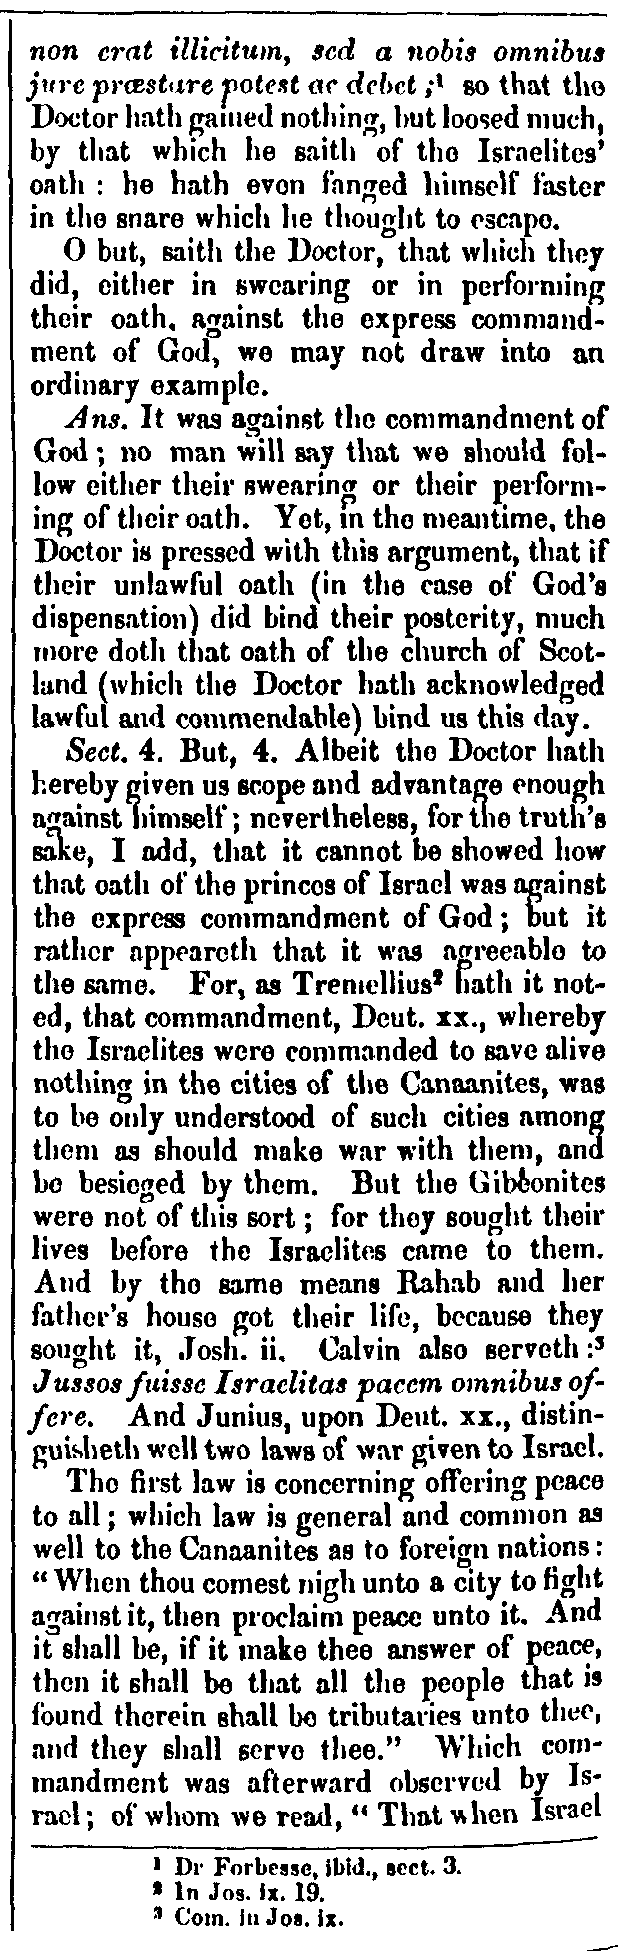 non erat illicitum, sed a nobis omnibus
jure præstare potest ac debet;¹ so that the
Doctor hath gained nothing, but loosed much,
by that which he saith of the Israelites'
oath: he hath even fanged himself faster
in the snare which he thought to escape.
O but, saith the Doctor, that which they
did, either in swearing or in performing
their oath, against the express command-
ment of God, we may not draw into an
ordinary example.
Ans. It was against the commandment of
God; no man will say that we should fol-
low either their swearing or their perform-
ing of their oath. Yet, in the meantime, the
Doctor is pressed with this argument, that if
their unlawful oath (in the case of God's
dispensation) did bind their posterity, much
more doth that oath of the church of Scot-
land (which the Doctor hath acknowledged
lawful and commendable) bind us this day.
Sect. 4. But, 4. Albeit the Doctor hath
hereby given us scope and advantage enough
against himself; nevertheless, for the truth's
sake, I add, that it cannot be showed how
that oath of the princes of Israel was against
the express commandment of God; but it
rather appeareth that it was agreeable to
the same. For, as Tremellius² hath it not-
ed, that commandment, Deut. xx., whereby
the Israelites were commanded to save alive
nothing in the cities of the Canaanites, was
to be only understood of such cities among
them as should make war with them, and
be besieged by them. But the Gibeonites
were not of this sort; for they sought their
lives before the Israelites came to them.
And by the same means Rahab and her
father's house got their life, because they
sought it, Josh. ii. Calvin also serveth:³
Jussos fuisse Israelitas pacem omnibus of-
fere. And Junius, upon Deut. xx., distin-
guisheth well two laws of war given to Israel.
The first law is concerning offering peace
to all; which law is general and common as
well to the Canaanites as to foreign nations:
"When thou comest nigh unto a city to fight
against it, then proclaim peace unto it. And
it shall be, if it make thee answer of peace,
then it shall be that all the people that is
found therein shall be tributaries unto thee,
and they shall serve thee." Which com-
mandment was afterward observed by Is-
rael; of whom we read, "That when Israel
¹ Dr Forbesse, ibid., sect. 3.
² In Jos. ix. 19.
³ Com. in Jos. ix.